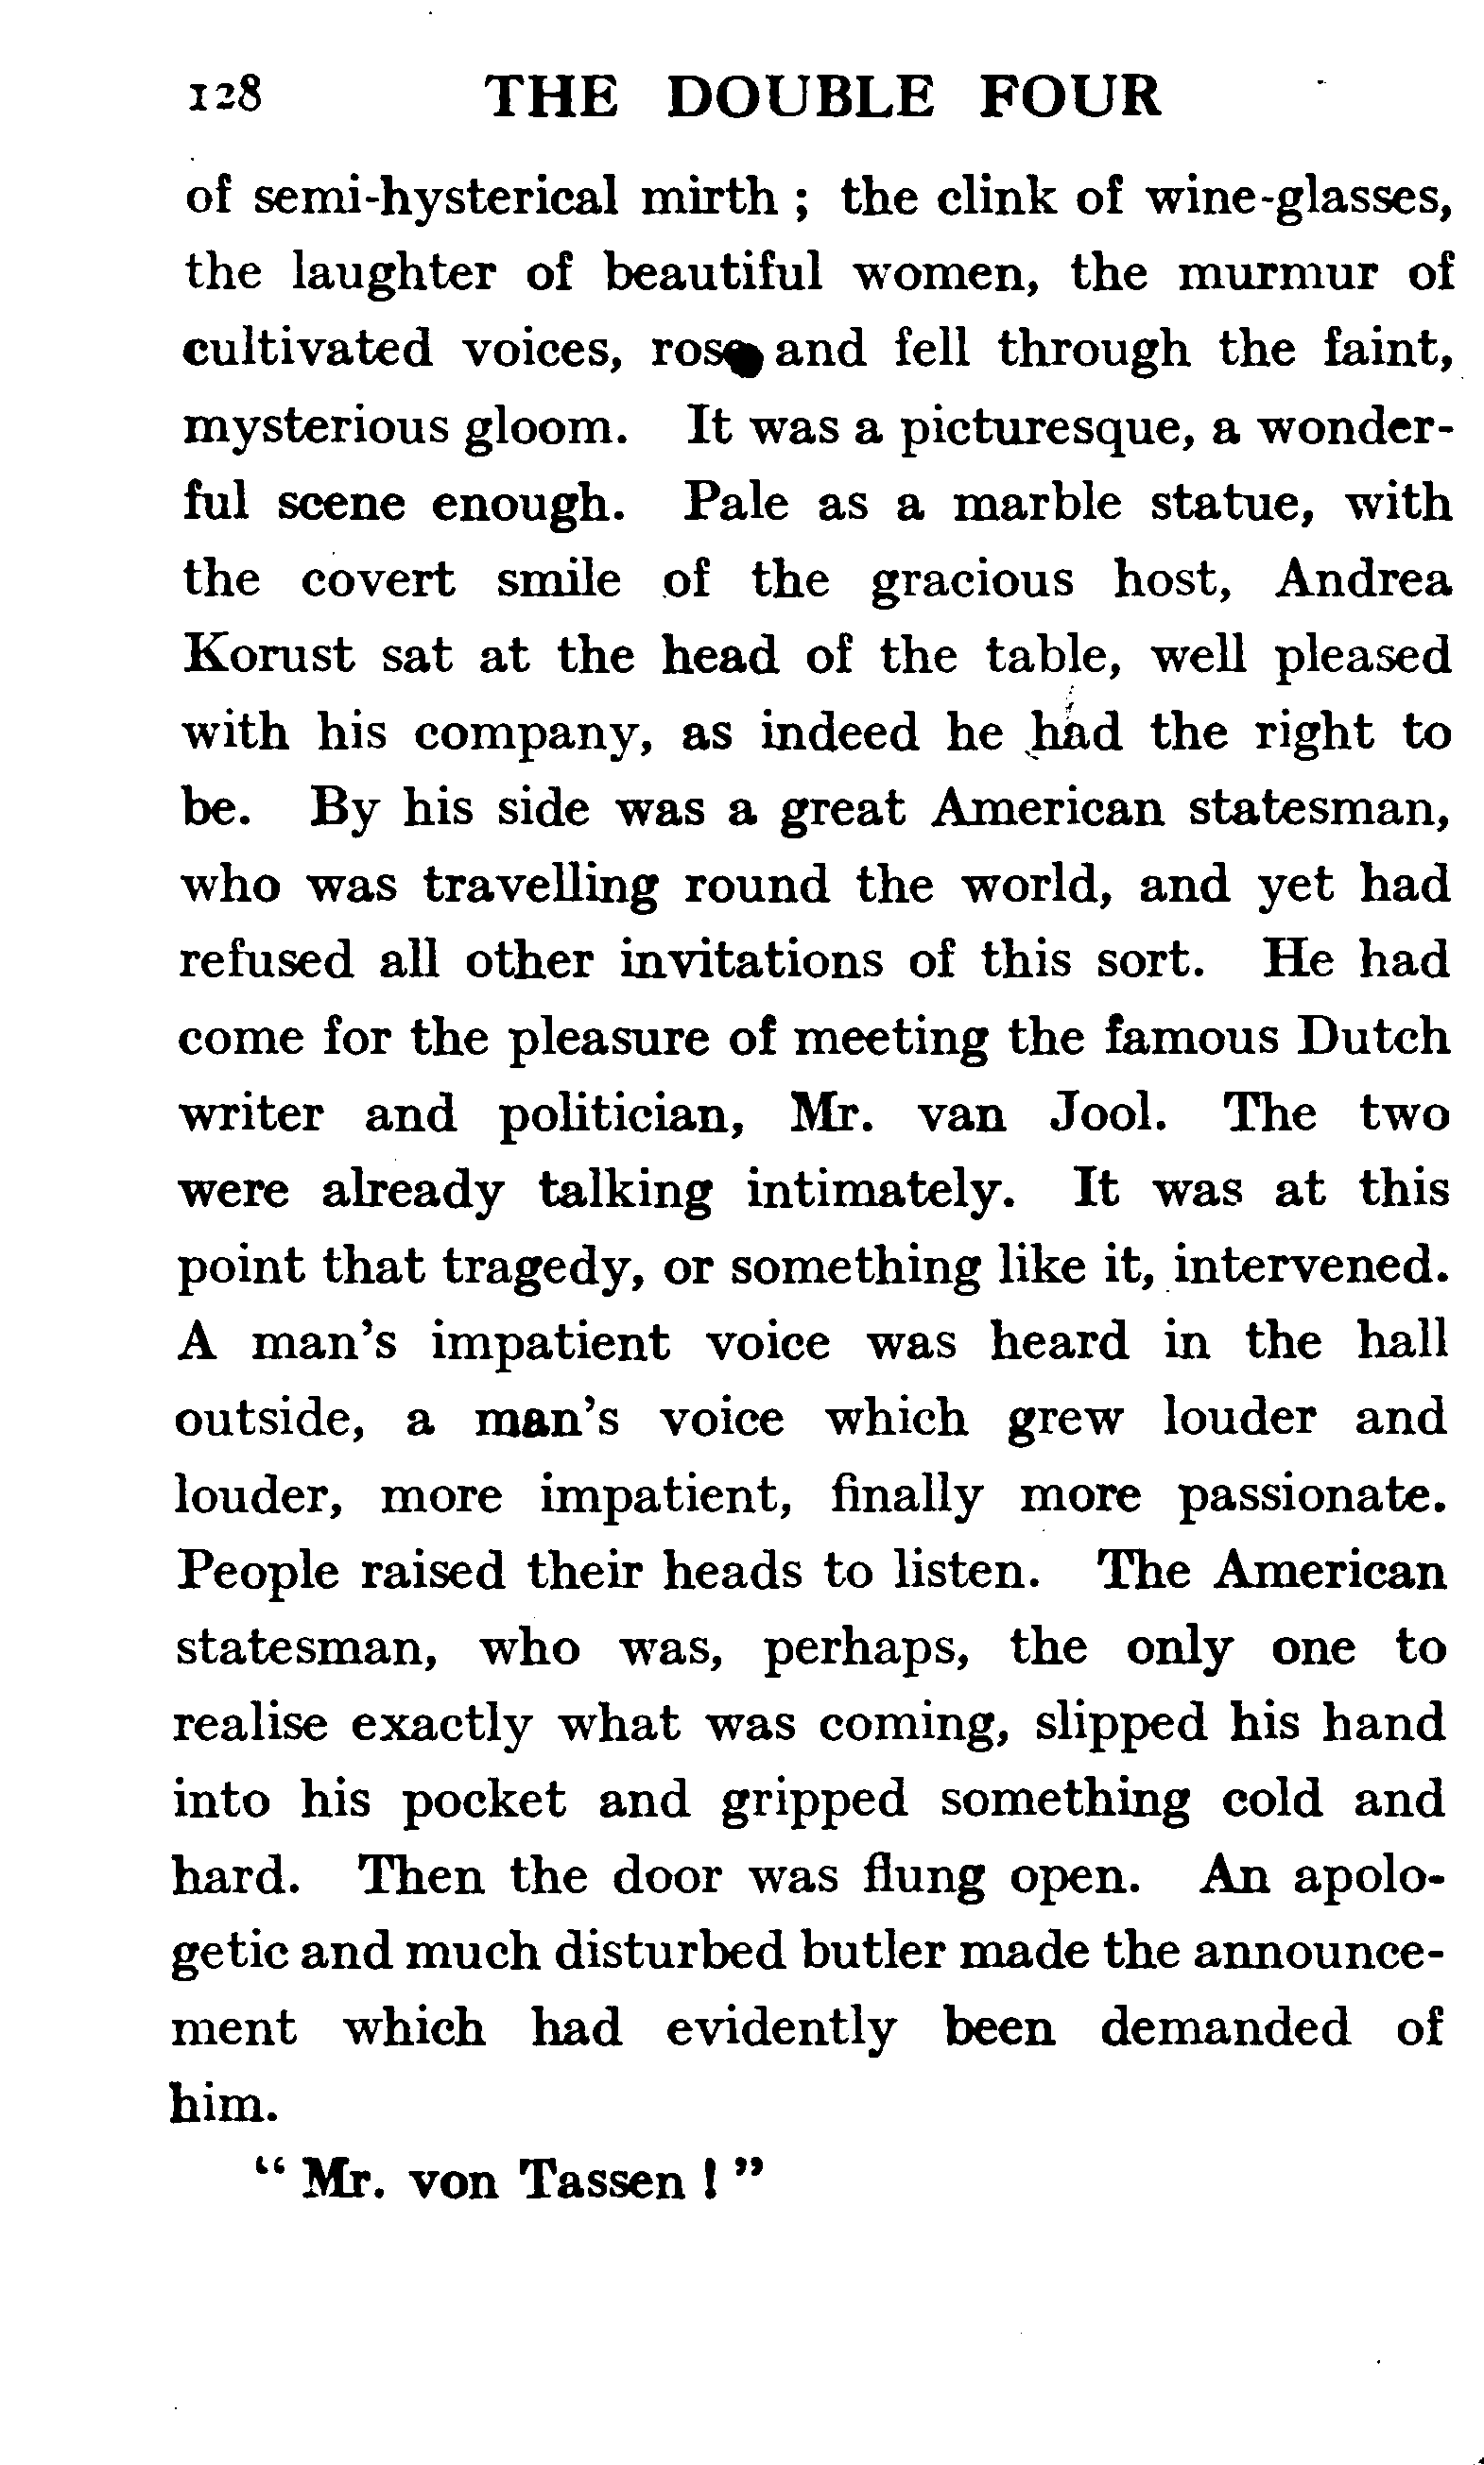 128 THE DOUBLE FOUR
of semi-hysterical mirth ; the clink of wine-glasses,
the laughter of beautiful women, the murmur of
cultivated voices, rose and fell through the faint,
mysterious gloom. It was a picturesque, a wonder-
ful scene enough. Pale as a marble statue, with
the covert smile of the gracious host, Andrea
Korust sat at the head of the table, well pleased
with his company, as indeed he had the right to
be. By his side was a great American statesman,
who was travelling round the world, and yet had
refused all other invitations of this sort. He had
come for the pleasure of meeting the famous Dutch
writer and politician, Mr. van Jool. The two
were already talking intimately. It was at this
point that tragedy, or something like it, intervened.
A man's impatient voice was heard in the hall
outside, a man's voice which grew louder and
louder, more impatient, finally more passionate.
People raised their heads to listen. The American
statesman, who was, perhaps, the only one to
realise exactly what was coming, slipped his hand
into his pocket and gripped something cold and
hard. Then the door was flung open. An apolo-
getic and much disturbed butler made the announce-
ment which had evidently been demanded of
him.
“ Mr. von Tassen ! ”